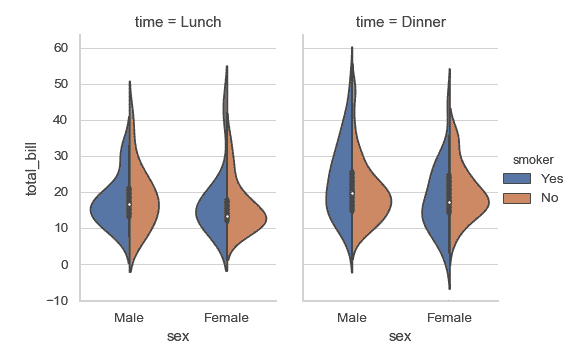 time = Lunch
time = Dinner
total_bill
60
50
40
30
20
10
0
−10
Male
Female
sex
Male
Female
sex
smoker
Yes
No